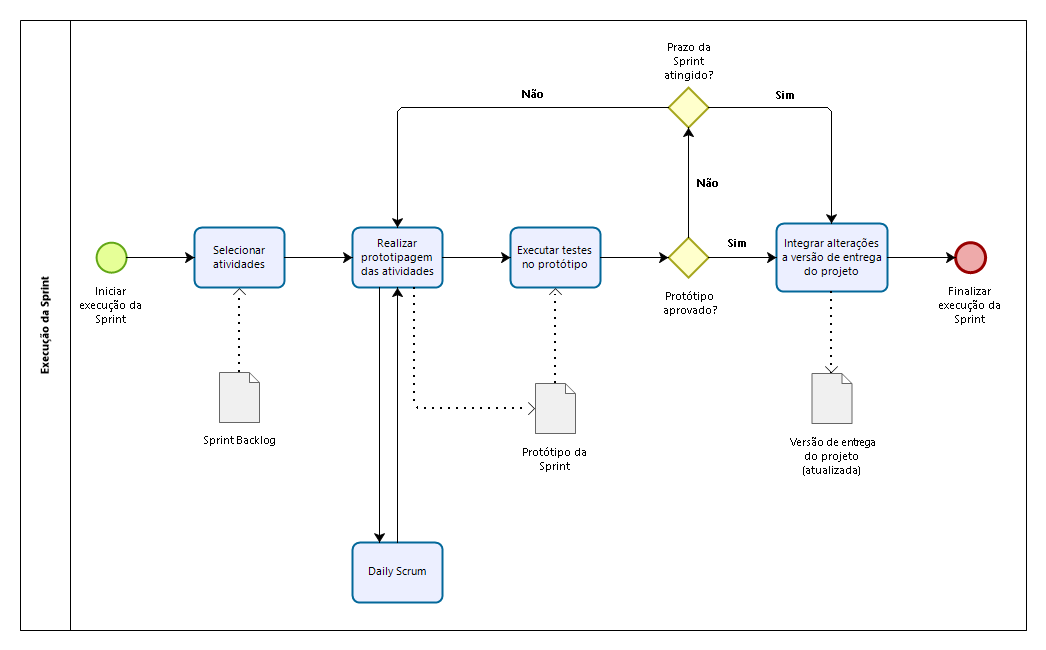 Execução da Sprint
Prazo da
Sprint
atingido?
Não
Sim
Não
Selecionar
atividades
Realizar
prototipagem
das atividades
Executar testes
no protótipo
Sim
Integrar alterações
a versão de entrega
do projeto
Iniciar
execução da
Sprint
Protótipo
aprovado?
Finalizar
execução da
Sprint
Sprint Backlog
Protótipo da
Sprint
Versão de entrega
do projeto
(atualizada)
Daily Scrum